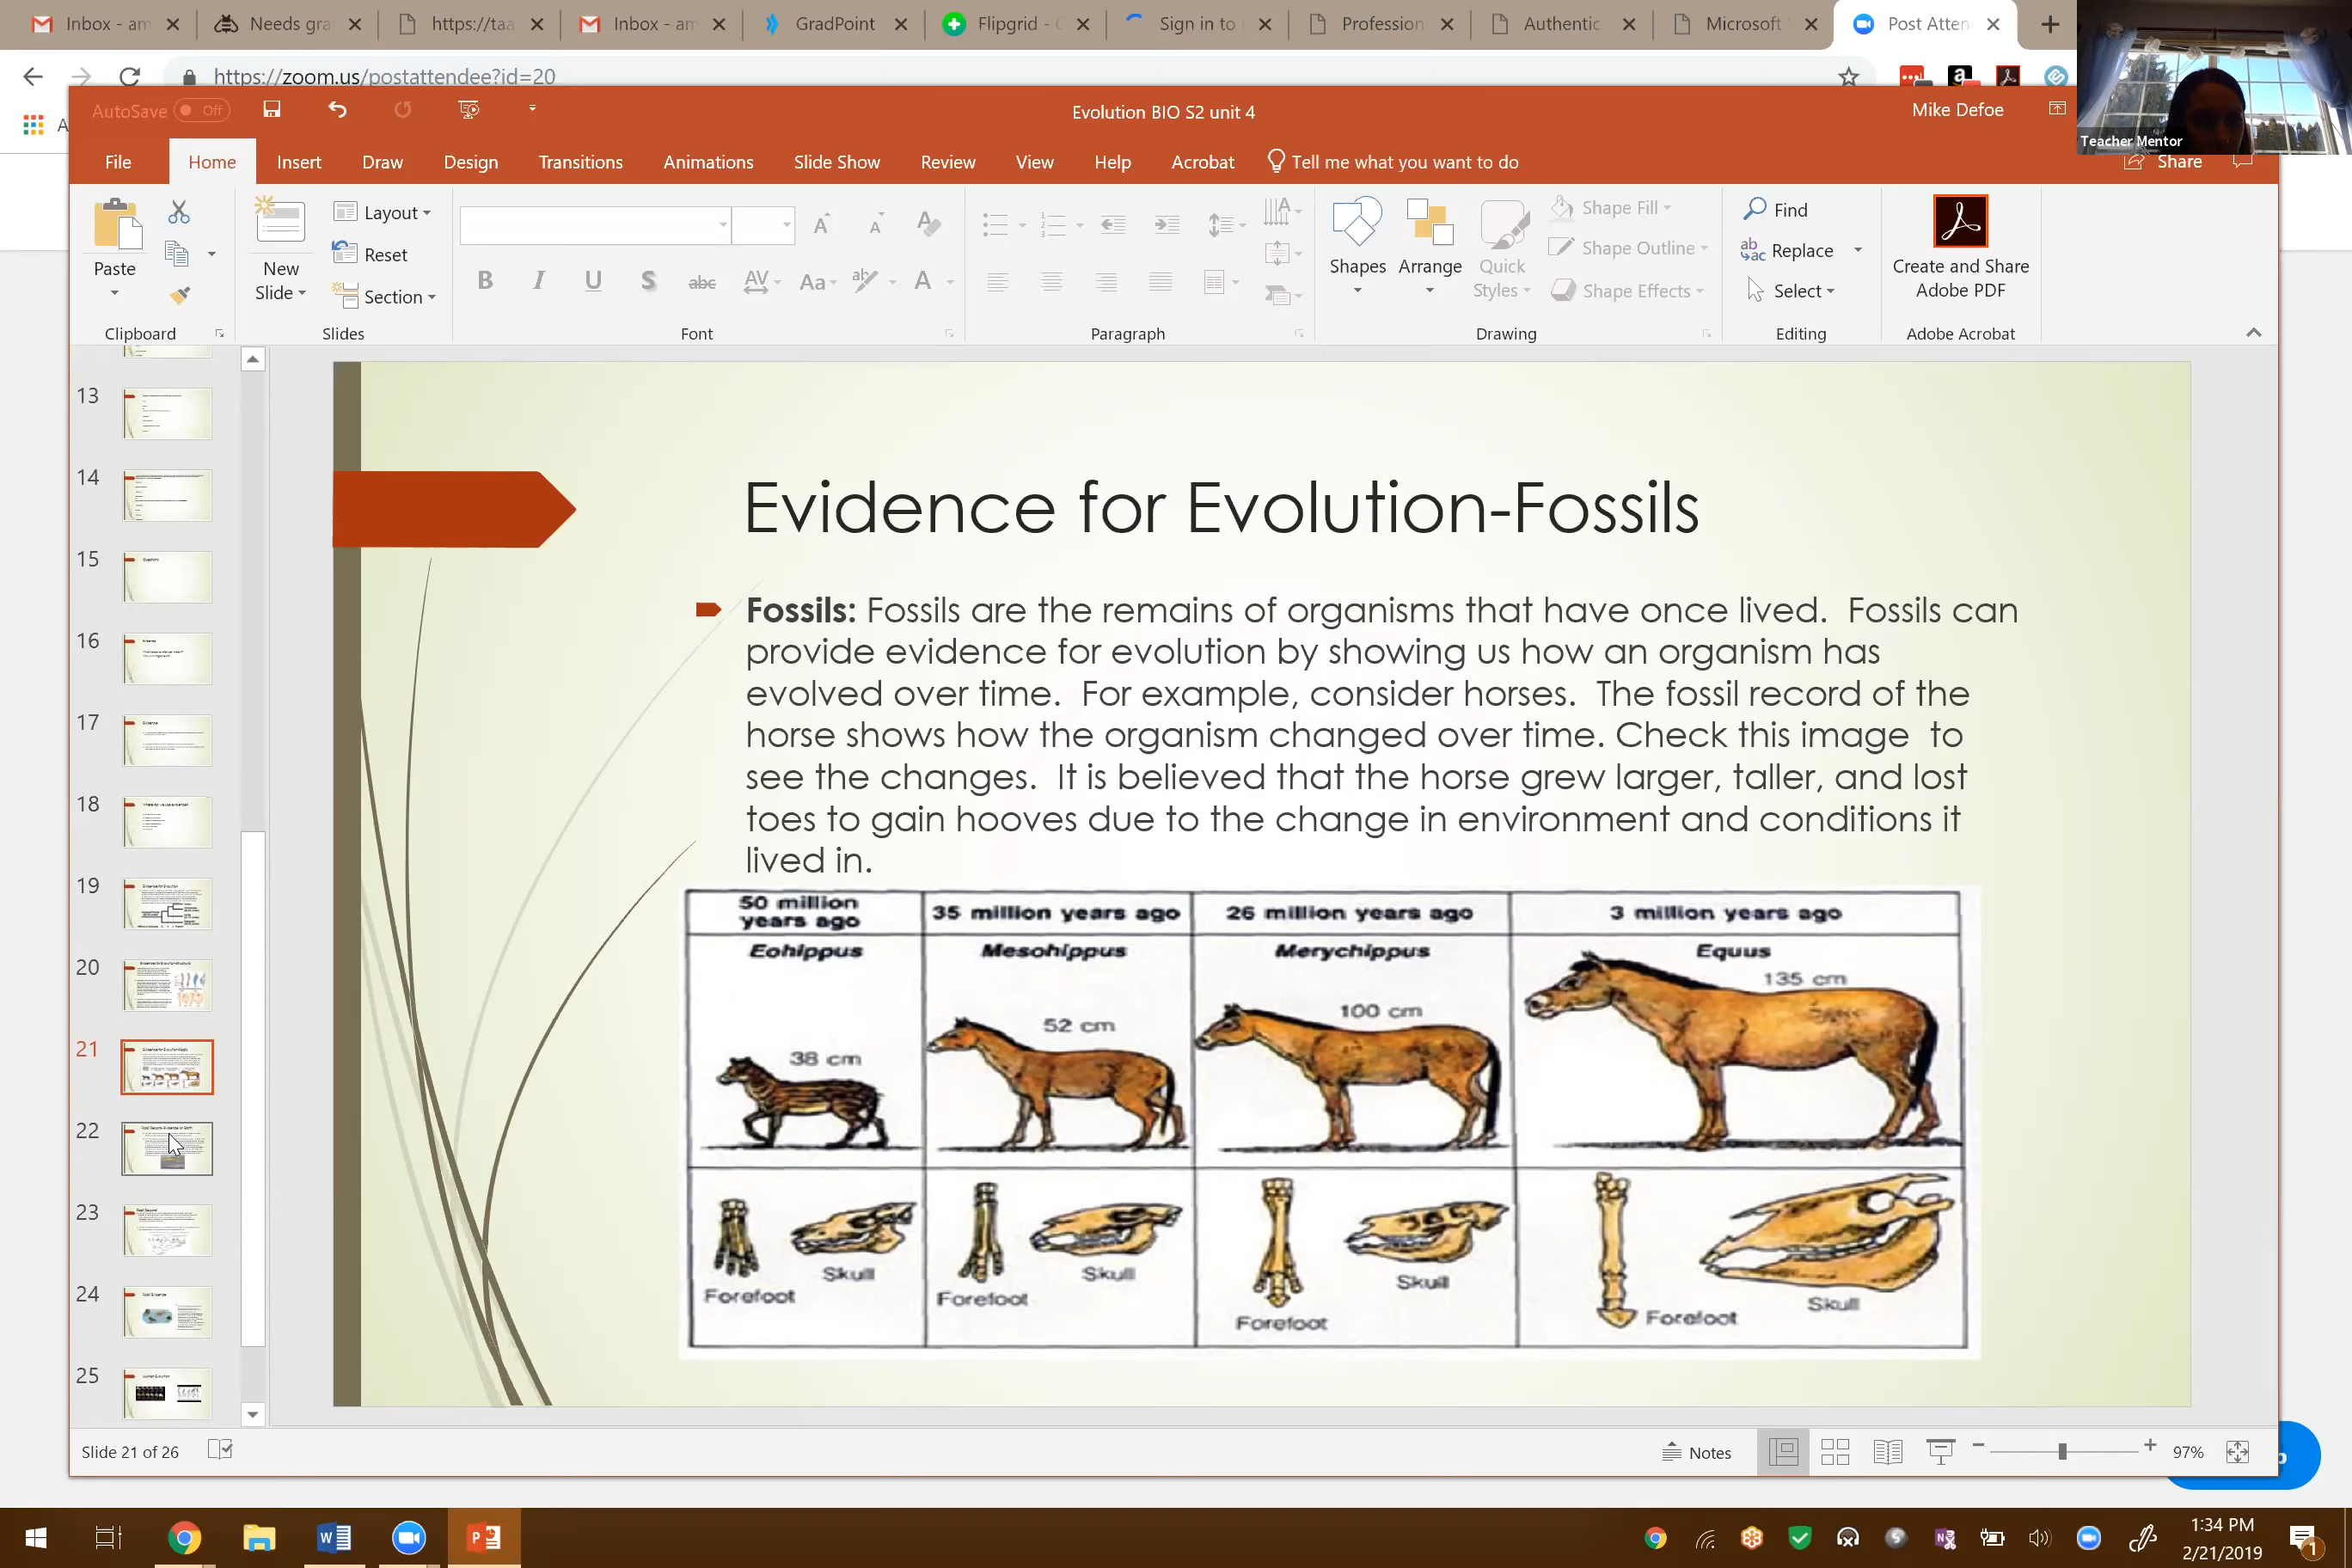 Inbox - am
Needs gra
https://taa
Inbox - am
GradPoint
Flipgrid - 
Sign in to
Profession
Authentic
Microsoft
Post Atten
https://zoom.us/postattendee?id=20
AutoSave Off
Evolution BIO S2 unit 4
Mike Defoe
Teacher Mentor
File Home Insert Draw Design Transitions Animations Slide Show Review View Help Acrobat Tell me what you want to do
Share
Paste
Clipboard
New
Slide
Layout
Reset
Section
Slides
Font
Paragraph
Shapes
Arrange
Quick
Styles
Shape Fill
Shape Outline
Shape Effects
Drawing
Find
Replace
Select
Editing
Create and Share
Adobe PDF
Adobe Acrobat
13
14
15
16
17
18
19
20
21
22
23
24
25
Evidence for Evolution-Fossils
Fossils: Fossils are the remains of organisms that have once lived.  Fossils can
provide evidence for evolution by showing us how an organism has
evolved over time.  For example, consider horses.  The fossil record of the
horse shows how the organism changed over time. Check this image  to
see the changes.  It is believed that the horse grew larger, taller, and lost
toes to gain hooves due to the change in environment and conditions it
lived in.
50 million
years ago
35 million years ago
26 million years ago
3 million years ago
Eohippus
Mesohippus
Merychippus
Equus
38 cm
52 cm
100 cm
135 cm
Forefoot
Skull
Forefoot
Skull
Forefoot
Skull
Forefoot
Skull
Slide 21 of 26
Notes
97%
1:34 PM
2/21/2019